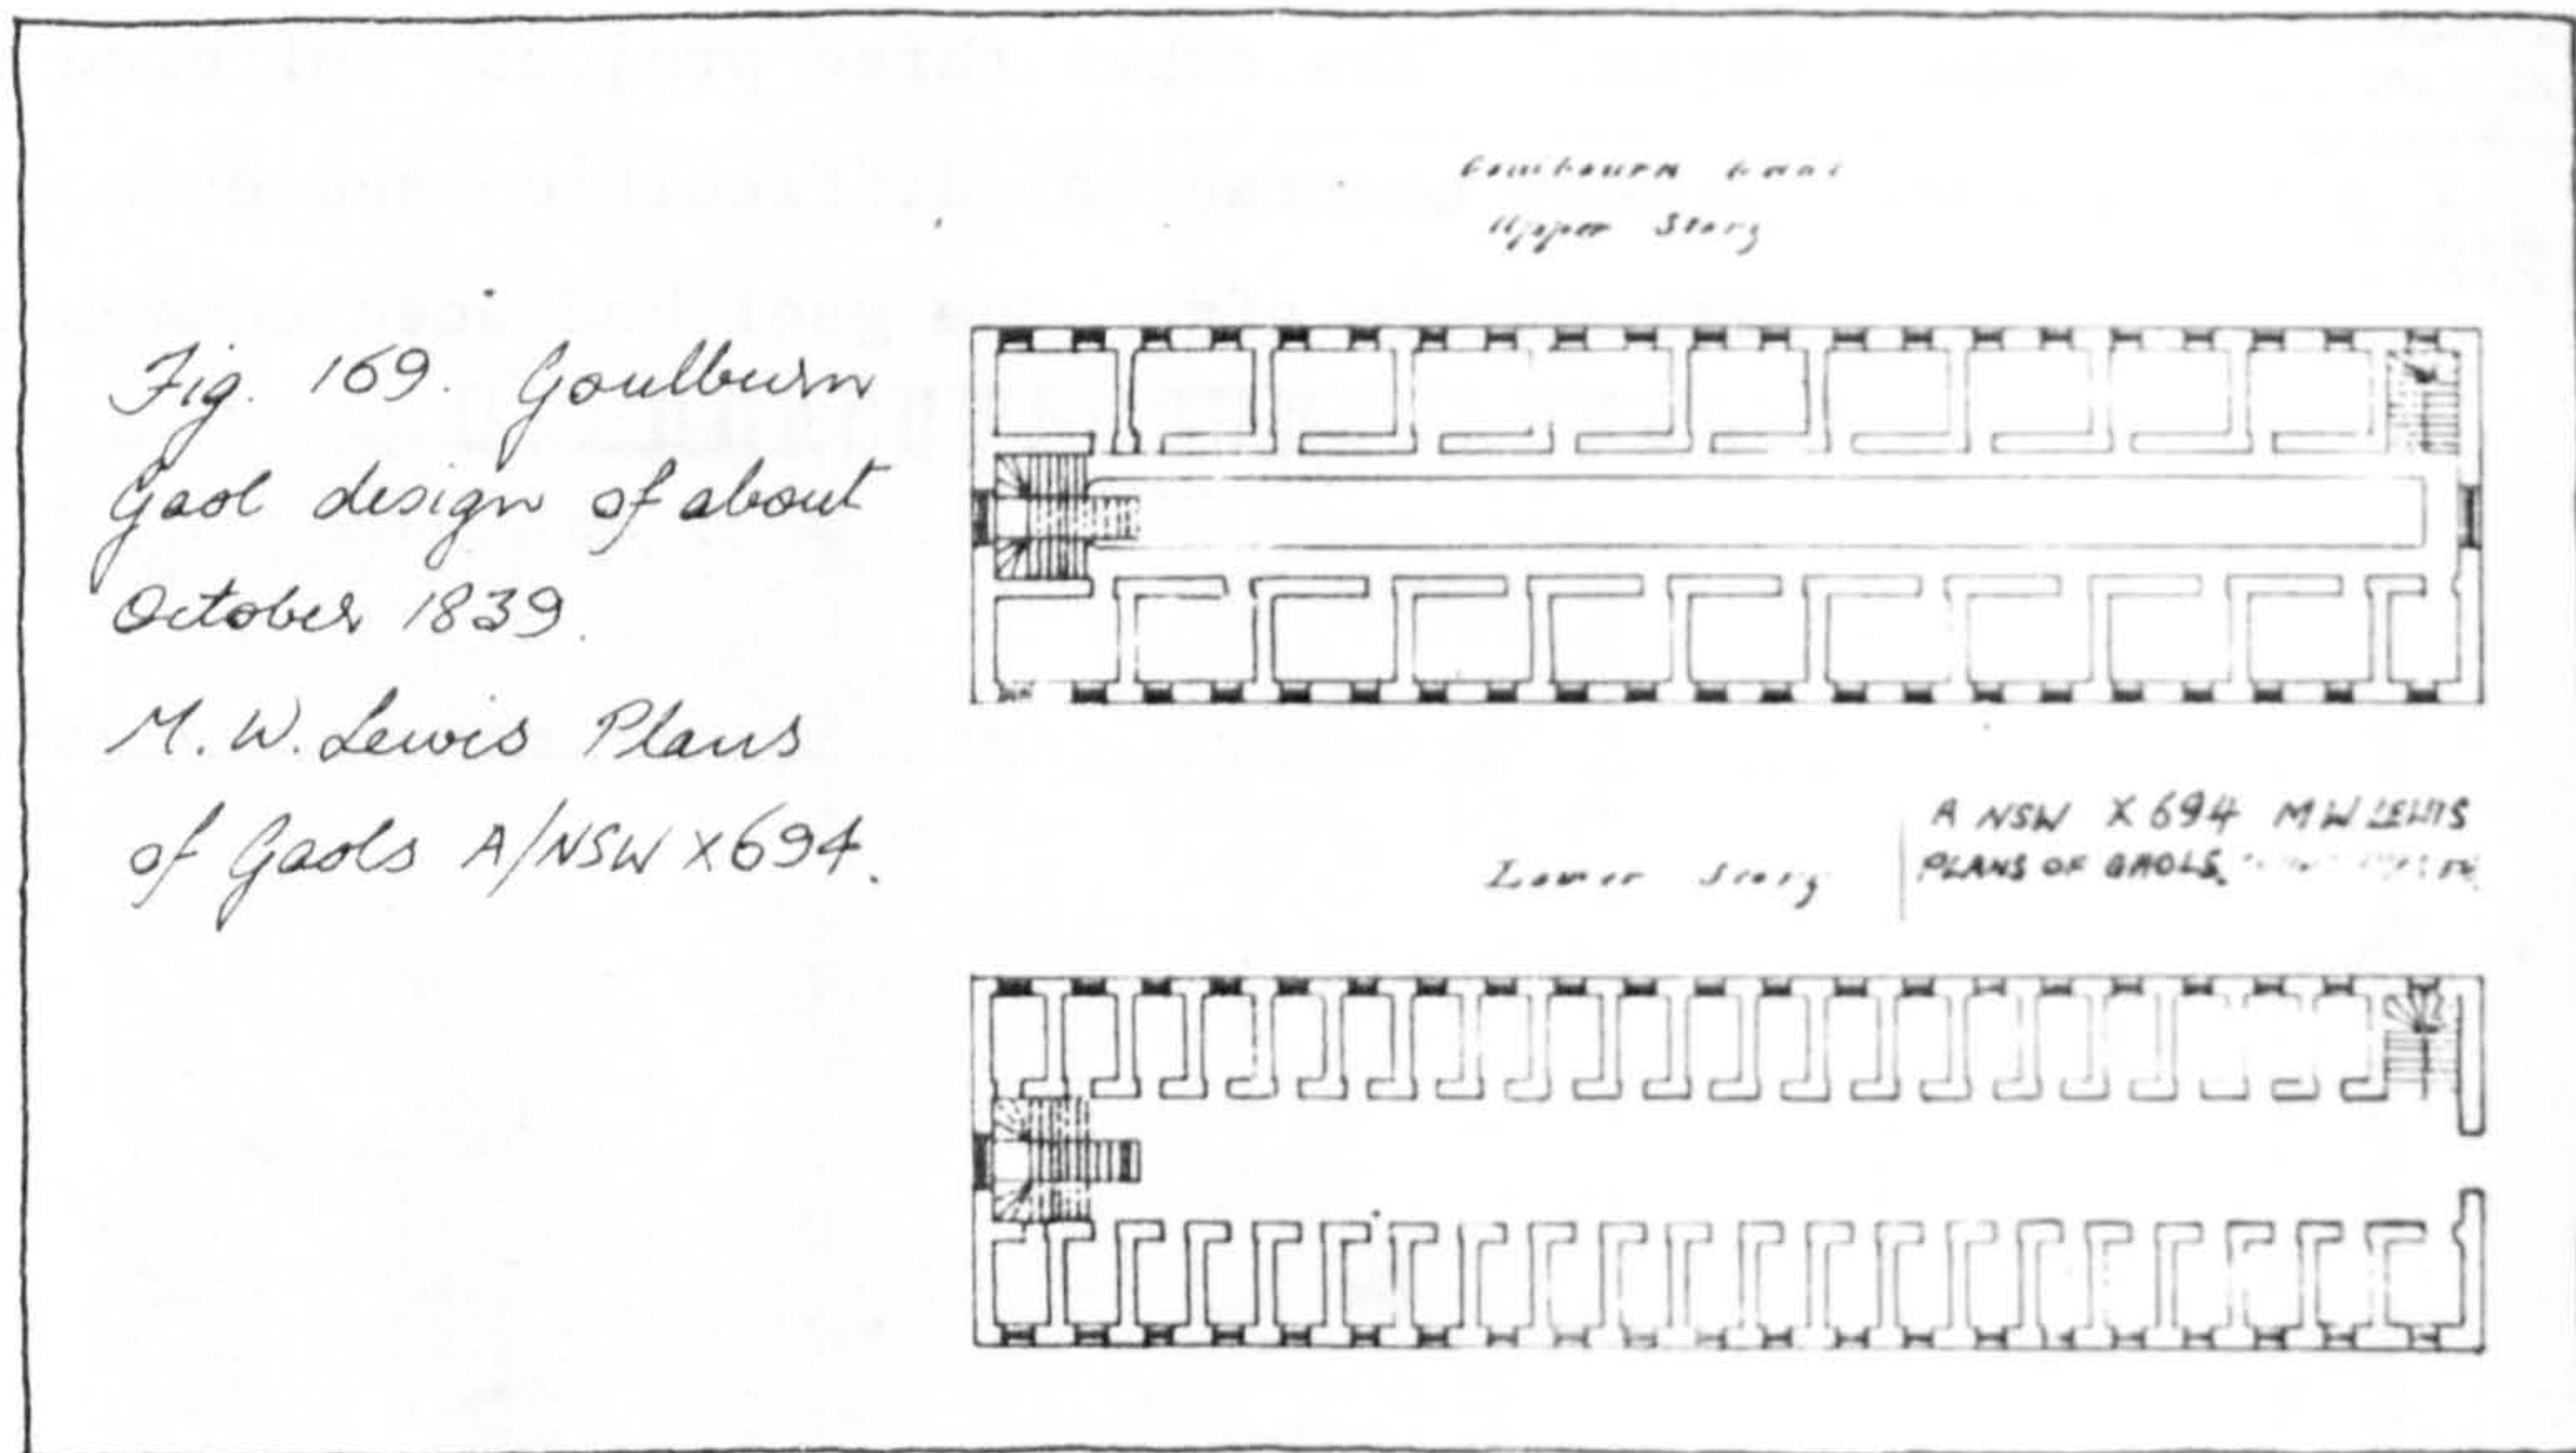 Fig. 169. Goulburn
Gaol design of about
October 1839.
M. W. Lewis Plans
of Gaols A/NSW X694.
Upper Story
Lower Story
A NSW X694 MW LEWIS
PLANS OF GAOLS.